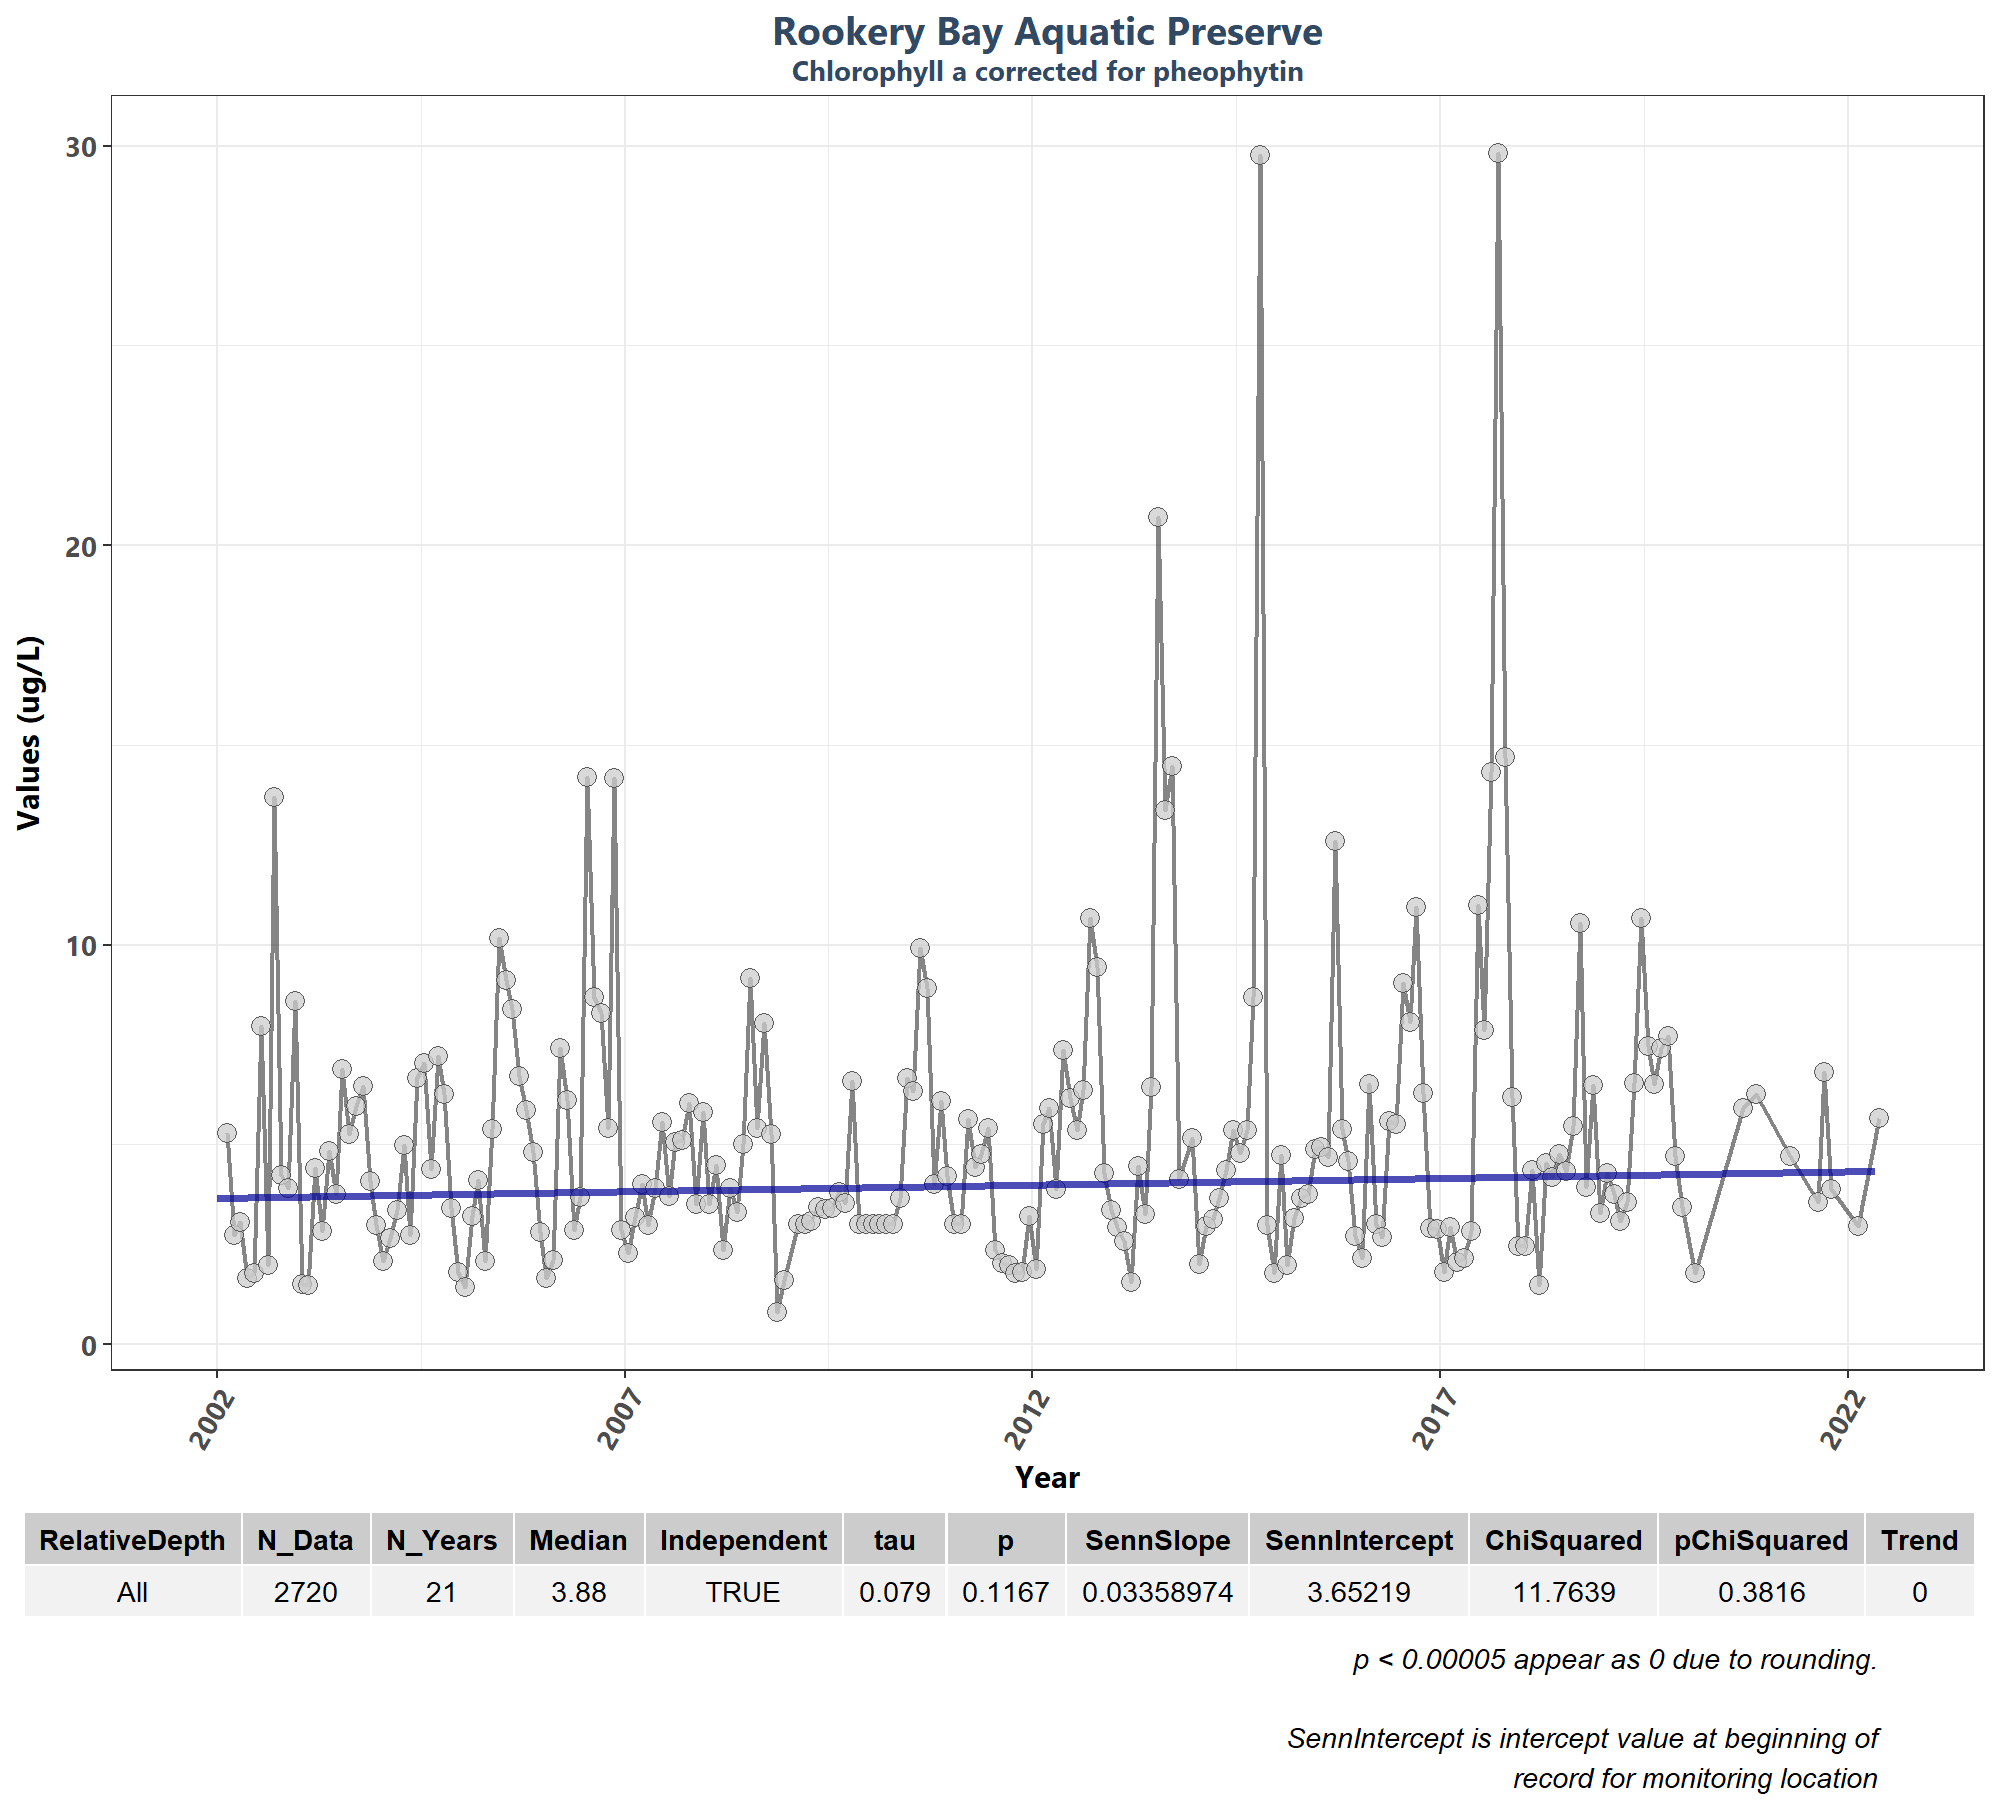 Rookery Bay Aquatic Preserve
Chlorophyll a corrected for pheophytin
Values (ug/L)
30
20
10
0
2002 2007 2012 2017 2022
Year
RelativeDepth N_Data N_Years Median Independent tau p SennSlope SennIntercept ChiSquared pChiSquared Trend
All 2720 21 3.88 TRUE 0.079 0.1167 0.03358974 3.65219 11.7639 0.3816 0
p < 0.00005 appear as 0 due to rounding.
SennIntercept is intercept value at beginning of
record for monitoring location